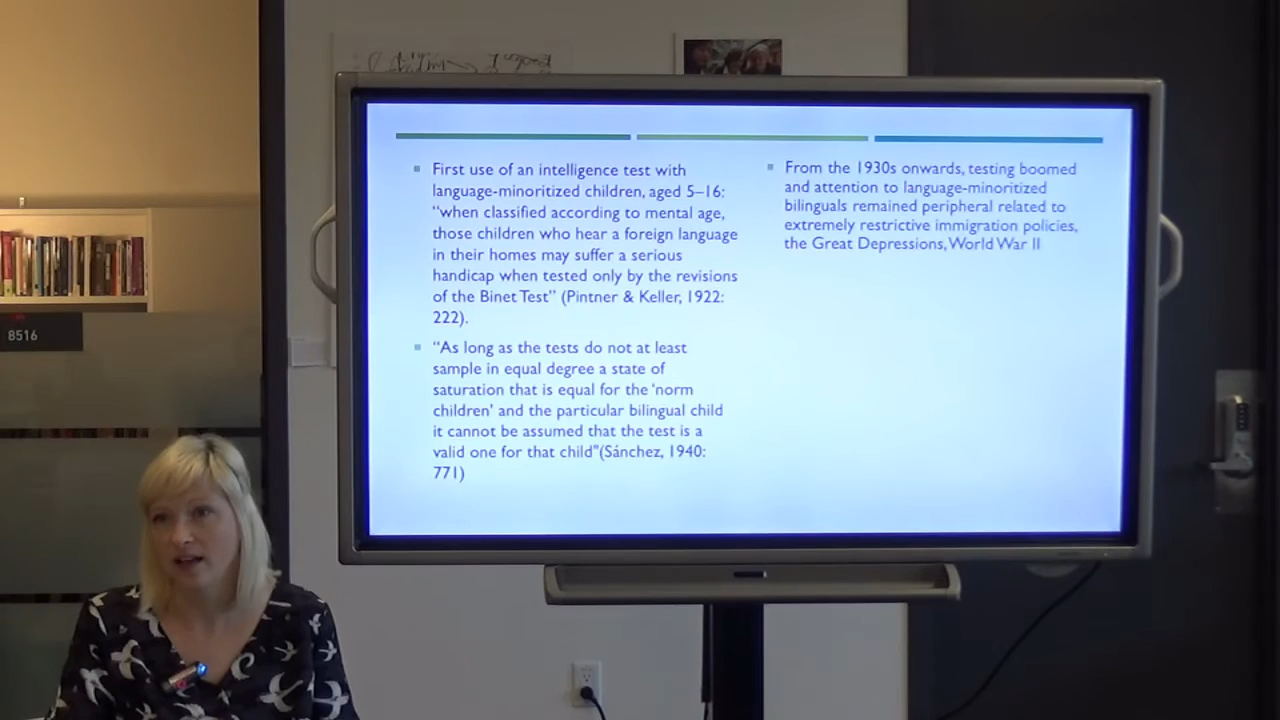 First use of an intelligence test with
language-minoritized children, aged 5–16:
“when classified according to mental age,
those children who hear a foreign language
in their homes may suffer a serious
handicap when tested only by the revisions
of the Binet Test” (Pintner & Keller, 1922:
222).
“As long as the tests do not at least
sample in equal degree a state of
saturation that is equal for the ‘norm
children’ and the particular bilingual child
it cannot be assumed that the test is a
valid one for that child”(Sánchez, 1940:
771)
From the 1930s onwards, testing boomed
and attention to language-minoritized
bilinguals remained peripheral related to
extremely restrictive immigration policies,
the Great Depressions, World War II
8516